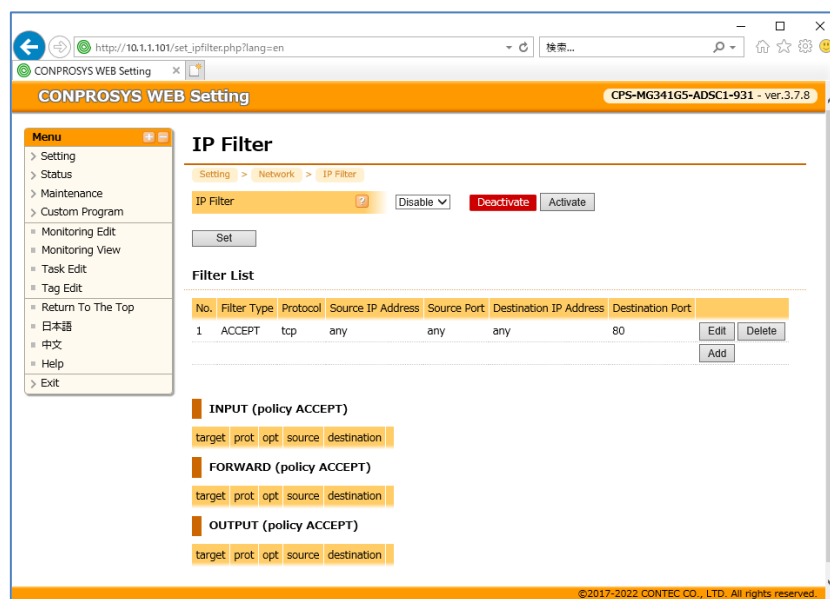 http://10.1.1.101/set_ipfilter.php?lang=en
検索...
CONPROSYS WEB Setting
CONPROSYS WEB Setting
CPS-MG341G5-ADSC1-931 - ver.3.7.8
Menu
Setting
Status
Maintenance
Custom Program
Monitoring Edit
Monitoring View
Task Edit
Tag Edit
Return To The Top
日本語
中文
Help
Exit
IP Filter
Setting > Network > IP Filter
IP Filter ? Disable Deactivate Activate
Set
Filter List
No. Filter Type Protocol Source IP Address Source Port Destination IP Address Destination Port
1 ACCEPT tcp any any any 80 Edit Delete
Add
INPUT (policy ACCEPT)
target prot opt source destination
FORWARD (policy ACCEPT)
target prot opt source destination
OUTPUT (policy ACCEPT)
target prot opt source destination
©2017-2022 CONTEC CO., LTD. All rights reserved.